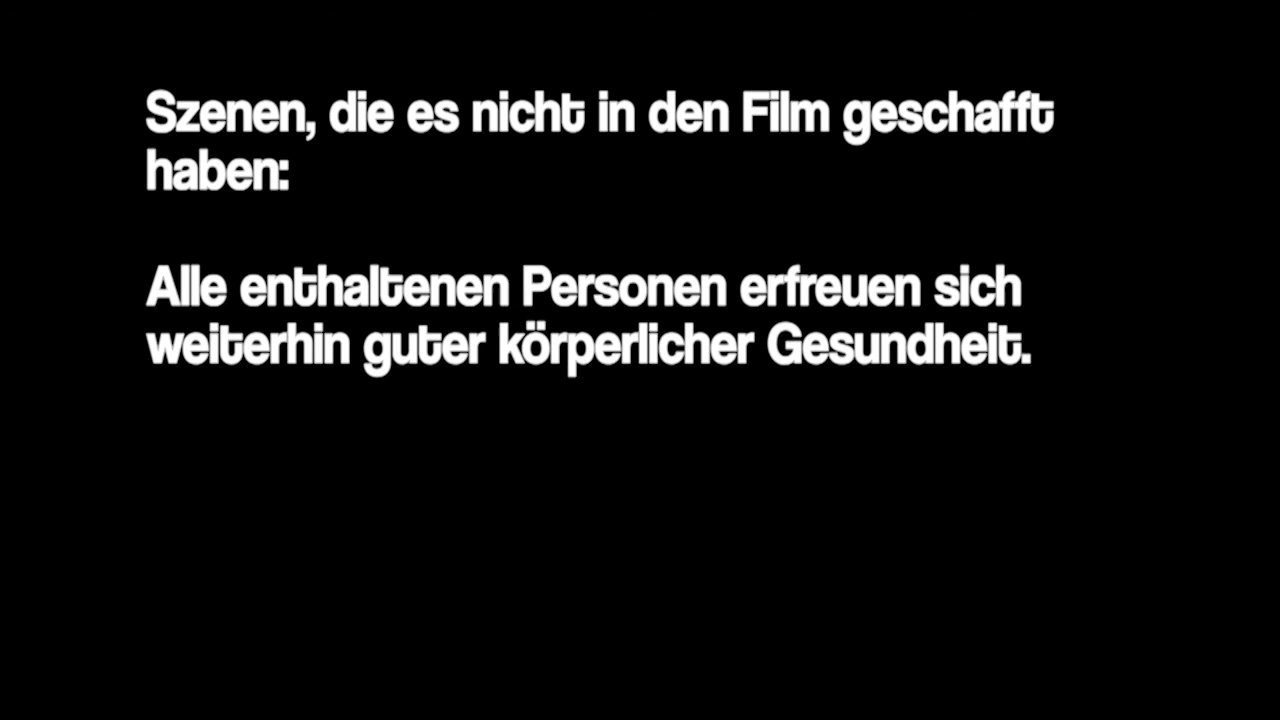 Szenen, die es nicht in den Film geschafft
haben:
Alle enthaltenen Personen erfreuen sich
weiterhin guter körperlicher Gesundheit.